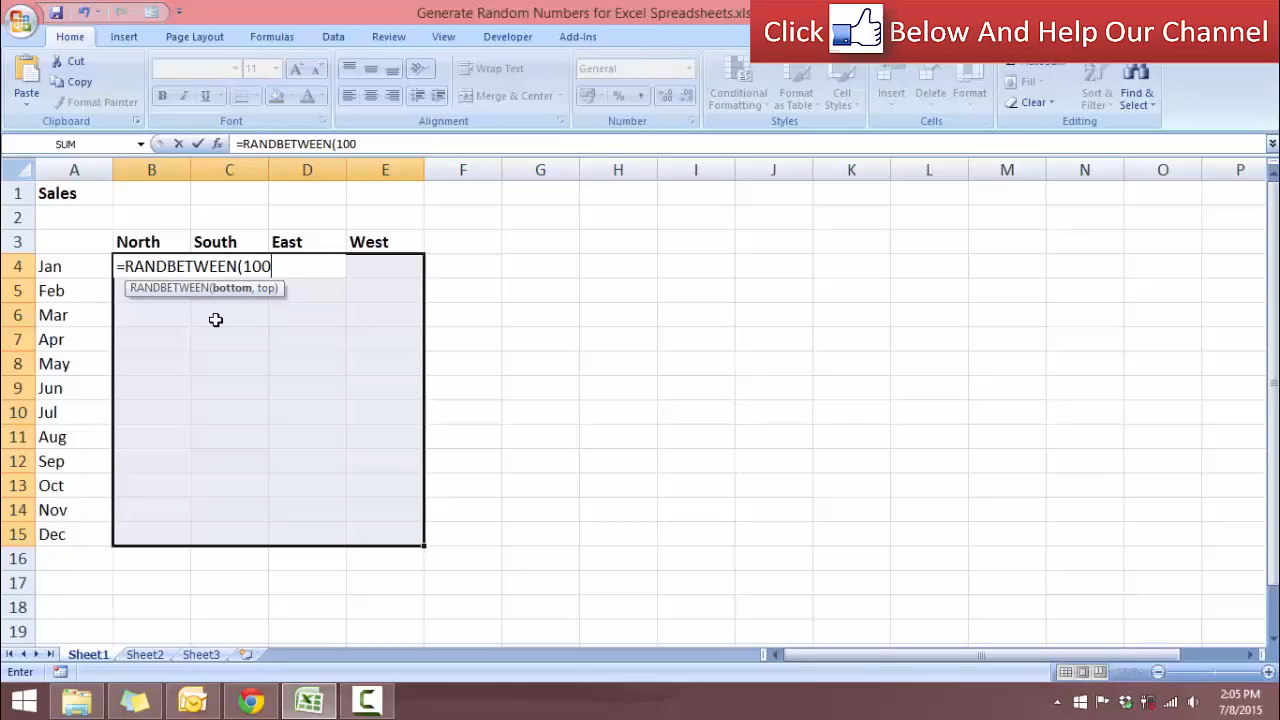 Generate Random Numbers for Excel Spreadsheets.xls
Click Below And Help Our Channel
Home Insert Page Layout Formulas Data Review View Developer Add-Ins
Paste
Cut
Copy
Format Painter
Clipboard
11
A A
B I U
A
Font
Wrap Text
Merge & Center
Alignment
General
% ,
Number
Conditional Formatting
Format as Table
Cell Styles
Styles
Insert Delete Format
Cells
Fill
Clear
Sort & Filter
Find & Select
Editing
SUM fx =RANDBETWEEN(100
A B C D E F G H I J K L M N O P
1 Sales
2
3 North South East West
4 Jan =RANDBETWEEN(100
5 Feb RANDBETWEEN(bottom, top)
6 Mar
7 Apr
8 May
9 Jun
10 Jul
11 Aug
12 Sep
13 Oct
14 Nov
15 Dec
16
17
18
19
Sheet1 Sheet2 Sheet3
Enter
2:05 PM
7/8/2015